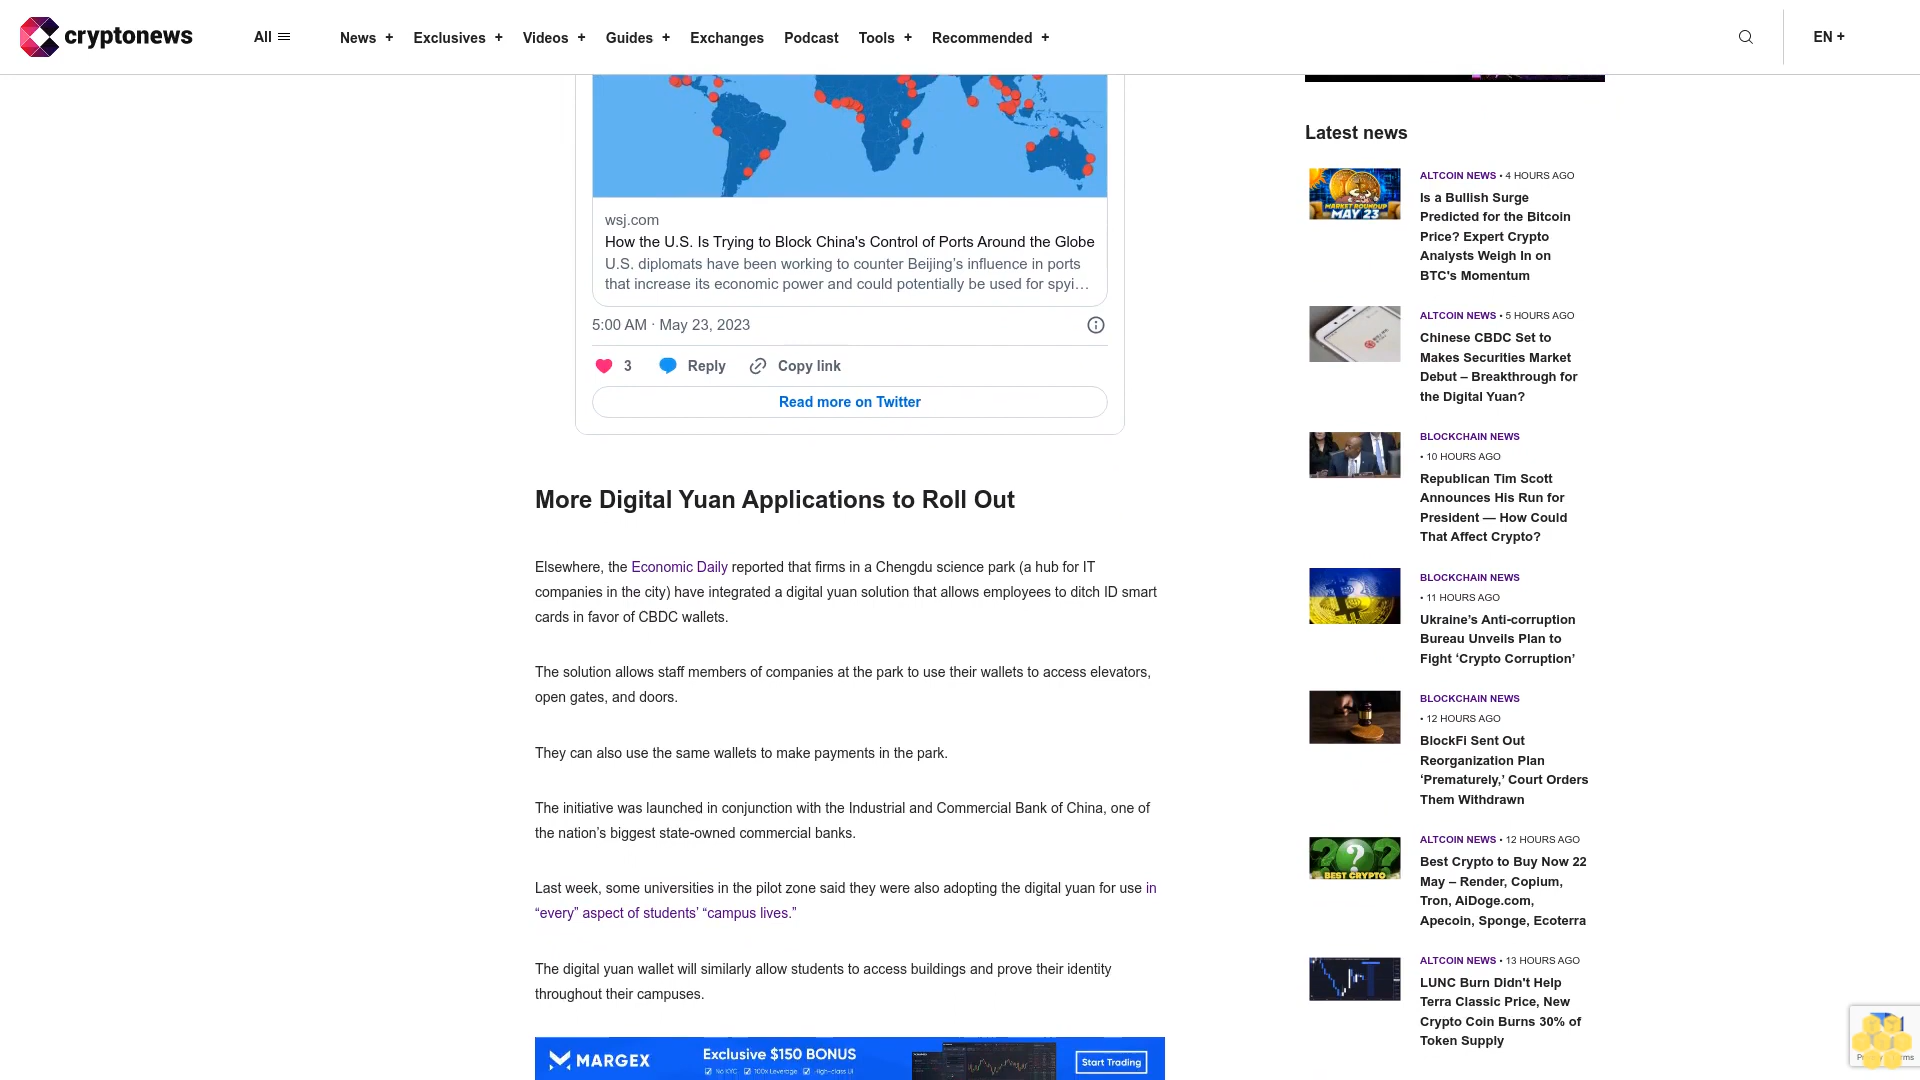 cryptonews
All
News +
Exclusives +
Videos +
Guides +
Exchanges
Podcast
Tools +
Recommended +
EN +
wsj.com
How the U.S. Is Trying to Block China's Control of Ports Around the Globe
U.S. diplomats have been working to counter Beijing’s influence in ports
that increase its economic power and could potentially be used for spyi…
5:00 AM · May 23, 2023
3
Reply
Copy link
Read more on Twitter
More Digital Yuan Applications to Roll Out
Elsewhere, the Economic Daily reported that firms in a Chengdu science park (a hub for IT
companies in the city) have integrated a digital yuan solution that allows employees to ditch ID smart
cards in favor of CBDC wallets.
The solution allows staff members of companies at the park to use their wallets to access elevators,
open gates, and doors.
They can also use the same wallets to make payments in the park.
The initiative was launched in conjunction with the Industrial and Commercial Bank of China, one of
the nation’s biggest state-owned commercial banks.
Last week, some universities in the pilot zone said they were also adopting the digital yuan for use in
“every” aspect of students’ “campus lives.”
The digital yuan wallet will similarly allow students to access buildings and prove their identity
throughout their campuses.
MARGEX
Exclusive $150 BONUS
No KYC
100x Leverage
High-class UI
Start Trading
Latest news
MARKET ROUNDUP
MAY 23
ALTCOIN NEWS • 4 HOURS AGO
Is a Bullish Surge
Predicted for the Bitcoin
Price? Expert Crypto
Analysts Weigh In on
BTC's Momentum
ALTCOIN NEWS • 5 HOURS AGO
Chinese CBDC Set to
Makes Securities Market
Debut – Breakthrough for
the Digital Yuan?
BLOCKCHAIN NEWS
• 10 HOURS AGO
Republican Tim Scott
Announces His Run for
President — How Could
That Affect Crypto?
BLOCKCHAIN NEWS
• 11 HOURS AGO
Ukraine’s Anti-corruption
Bureau Unveils Plan to
Fight ‘Crypto Corruption’
BLOCKCHAIN NEWS
• 12 HOURS AGO
BlockFi Sent Out
Reorganization Plan
‘Prematurely,’ Court Orders
Them Withdrawn
? ? ?
BEST CRYPTO
ALTCOIN NEWS • 12 HOURS AGO
Best Crypto to Buy Now 22
May – Render, Copium,
Tron, AiDoge.com,
Apecoin, Sponge, Ecoterra
ALTCOIN NEWS • 13 HOURS AGO
LUNC Burn Didn't Help
Terra Classic Price, New
Crypto Coin Burns 30% of
Token Supply